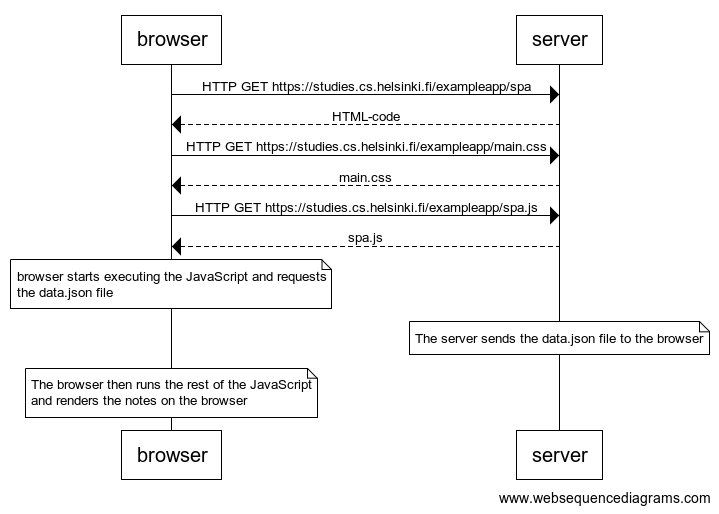 browser
server
HTTP GET https://studies.cs.helsinki.fi/exampleapp/spa
HTML-code
HTTP GET https://studies.cs.helsinki.fi/exampleapp/main.css
main.css
HTTP GET https://studies.cs.helsinki.fi/exampleapp/spa.js
spa.js
browser starts executing the JavaScript and requests
the data.json file
The server sends the data.json file to the browser
The browser then runs the rest of the JavaScript
and renders the notes on the browser
browser
server
www.websequencediagrams.com